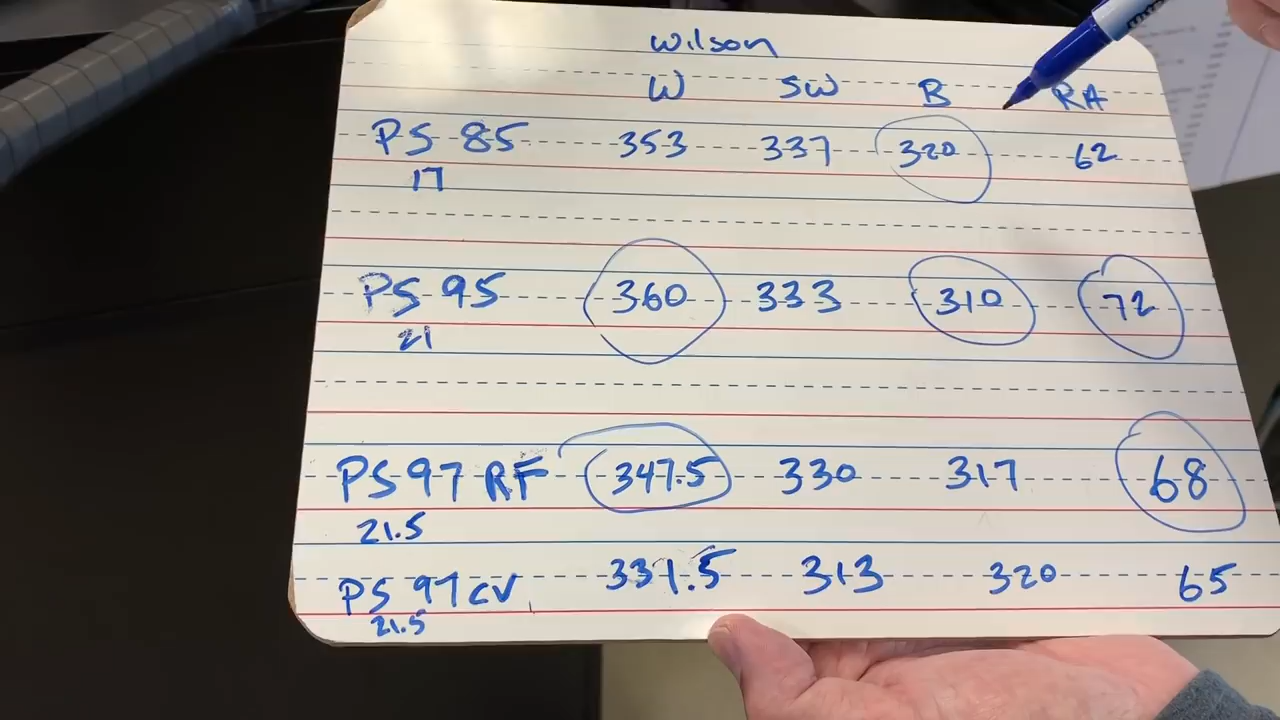 Wilson
W SW B RA
PS 85 353 337 320 62
17
PS 95 360 333 310 72
21
PS 97 RF 347.5 330 317 68
21.5
PS 97 CV 331.5 313 320 65
21.5